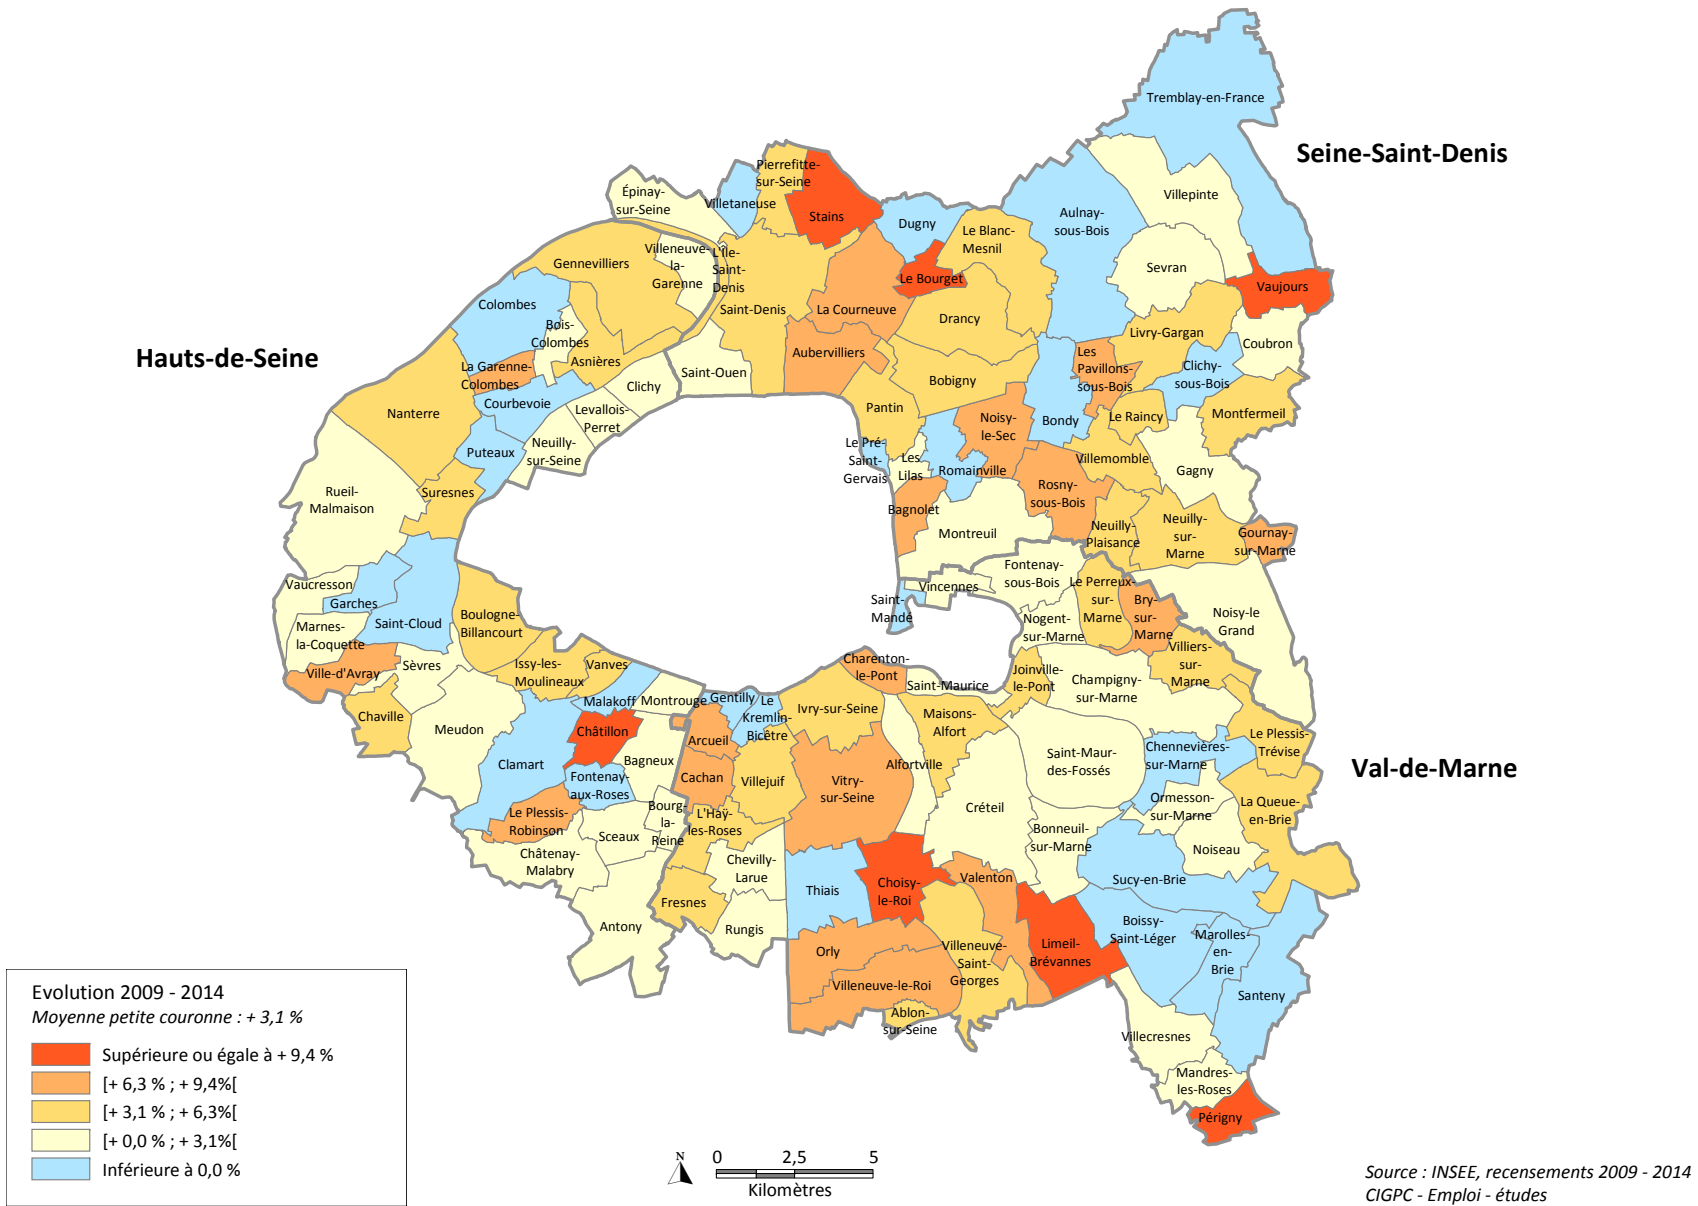 Tremblay-en-France
Seine-Saint-Denis
Pierrefitte-
sur-Seine
Épinay-
sur-Seine
Villetaneuse
Stains
Villepinte
Dugny
Aulnay-
sous-Bois
Le Blanc-
Mesnil
Villeneuve-
la-
Garenne
L'Île-
Saint-
Denis
Gennevilliers
Sevran
Le Bourget
Vaujours
Colombes
Saint-Denis
La Courneuve
Drancy
Livry-Gargan
Bois-
Colombes
Coubron
Hauts-de-Seine
Asnières
Aubervilliers
Les
Pavillons-
sous-Bois
Clichy-
sous-Bois
La Garenne-
Colombes
Saint-Ouen
Clichy
Bobigny
Courbevoie
Levallois-
Perret
Nanterre
Pantin
Noisy-
le-Sec
Bondy
Le Raincy
Montfermeil
Puteaux
Neuilly-
sur-Seine
Le Pré-
Saint-
Gervais
Les
Lilas
Romainville
Villemomble
Gagny
Rueil-
Malmaison
Suresnes
Rosny-
sous-Bois
Bagnolet
Montreuil
Neuilly-
Plaisance
Neuilly-
sur-
Marne
Gournay-
sur-Marne
Fontenay-
sous-Bois
Vaucresson
Garches
Vincennes
Saint-
Mandé
Le Perreux-
sur-
Marne
Bry-
sur-
Marne
Noisy-le
Grand
Marnes-
la-Coquette
Saint-Cloud
Boulogne-
Billancourt
Nogent-
sur-Marne
Ville-d'Avray
Sèvres
Issy-les-
Moulineaux
Vanves
Charenton-
le-Pont
Saint-Maurice
Joinville-
le-Pont
Champigny-
sur-Marne
Villiers-
sur-
Marne
Malakoff
Montrouge
Gentilly
Le
Kremlin-
Bicêtre
Ivry-sur-Seine
Maisons-
Alfort
Chaville
Meudon
Châtillon
Arcueil
Le Plessis-
Trévise
Clamart
Bagneux
Fontenay-
aux-Roses
Cachan
Villejuif
Vitry-
sur-Seine
Alfortville
Saint-Maur-
des-Fossés
Chennevières-
sur-Marne
Val-de-Marne
Le Plessis-
Robinson
Sceaux
Bourg-
la-
Reine
L'Haÿ-
les-Roses
Créteil
Bonneuil-
sur-Marne
Ormesson-
sur-Marne
La Queue-
en-Brie
Noiseau
Châtenay-
Malabry
Chevilly-
Larue
Thiais
Choisy-
le-Roi
Valenton
Sucy-en-Brie
Antony
Fresnes
Rungis
Orly
Villeneuve-
Saint-
Georges
Limeil-
Brévannes
Boissy-
Saint-Léger
Marolles-
en-
Brie
Villeneuve-le-Roi
Santeny
Ablon-
sur-Seine
Villecresnes
Mandres-
les-Roses
Périgny
Evolution 2009 - 2014
Moyenne petite couronne : + 3,1 %
Supérieure ou égale à + 9,4 %
[+ 6,3 % ; + 9,4%[
[+ 3,1 % ; + 6,3%[
[+ 0,0 % ; + 3,1%[
Inférieure à 0,0 %
N
0 2,5 5
Kilomètres
Source : INSEE, recensements 2009 - 2014
CIGPC - Emploi - études